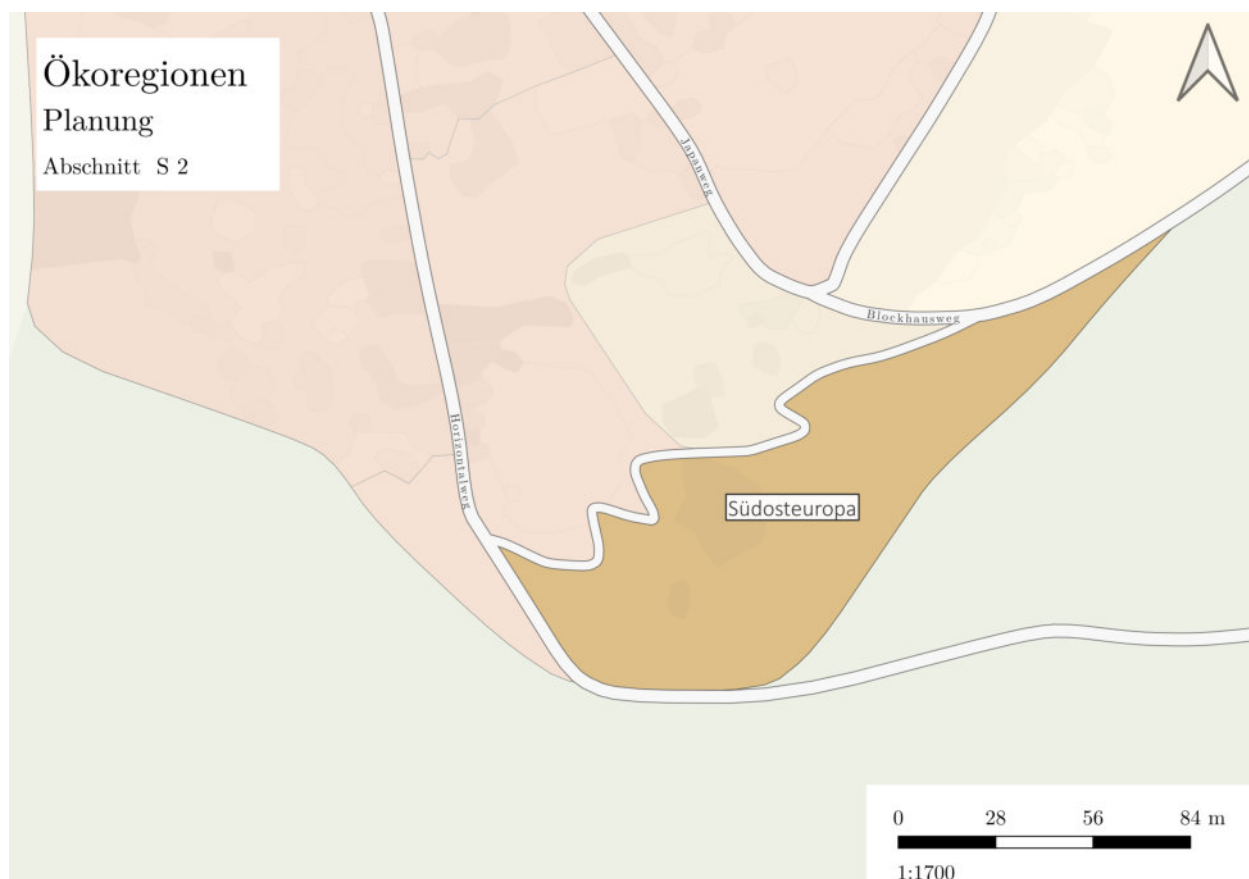 Ökoregionen
Planung
Abschnitt S 2
Japanweg
Blockhausweg
Horizontalweg
Südosteuropa
0 28 56 84 m
1:1700